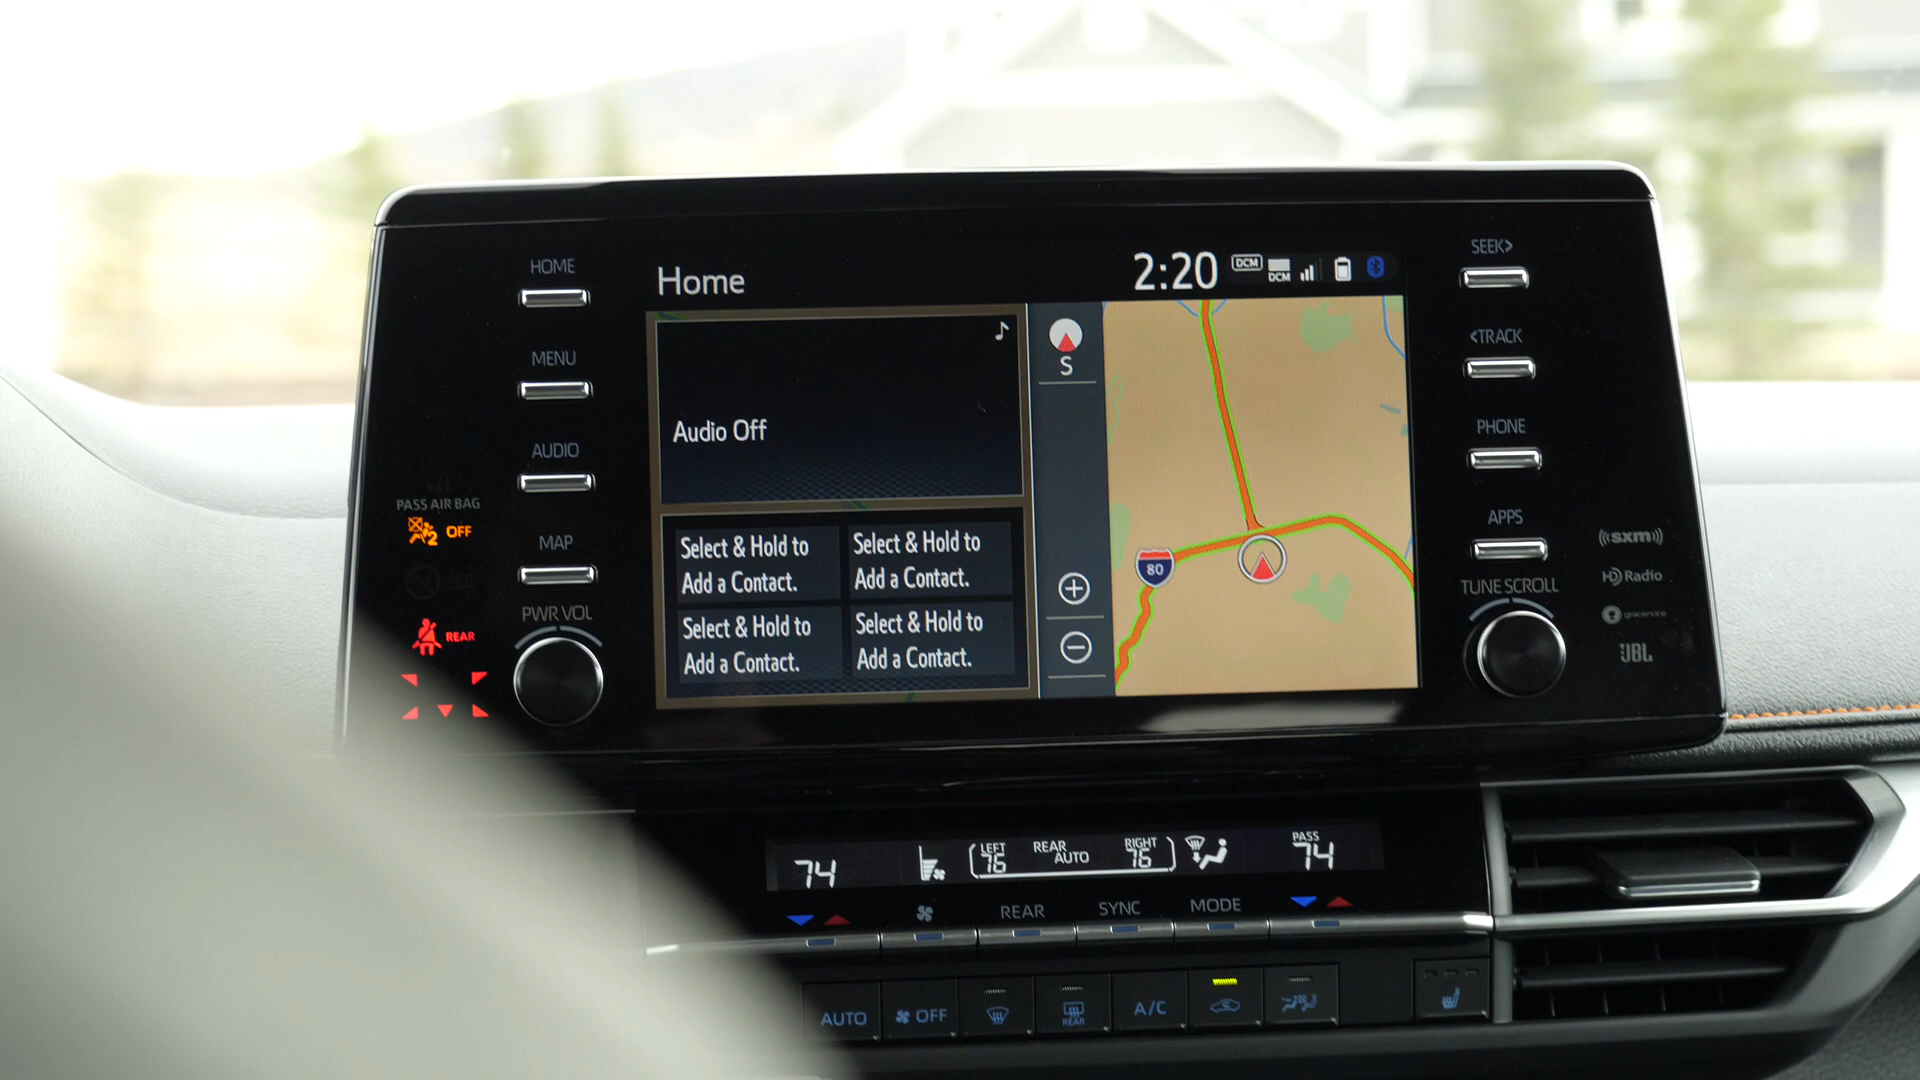 HOME
MENU
AUDIO
MAP
PWR VOL
PASS AIR BAG
2 OFF
REAR
Home
2:20
DCM
DCM
Audio Off
Select & Hold to
Add a Contact.
Select & Hold to
Add a Contact.
Select & Hold to
Add a Contact.
Select & Hold to
Add a Contact.
S
80
SEEK>
<TRACK
PHONE
APPS
TUNE SCROLL
((sxm))
HD Radio
gracenote
JBL
74
LEFT
76
REAR
AUTO
RIGHT
76
PASS
74
REAR
SYNC
MODE
AUTO
OFF
REAR
A/C